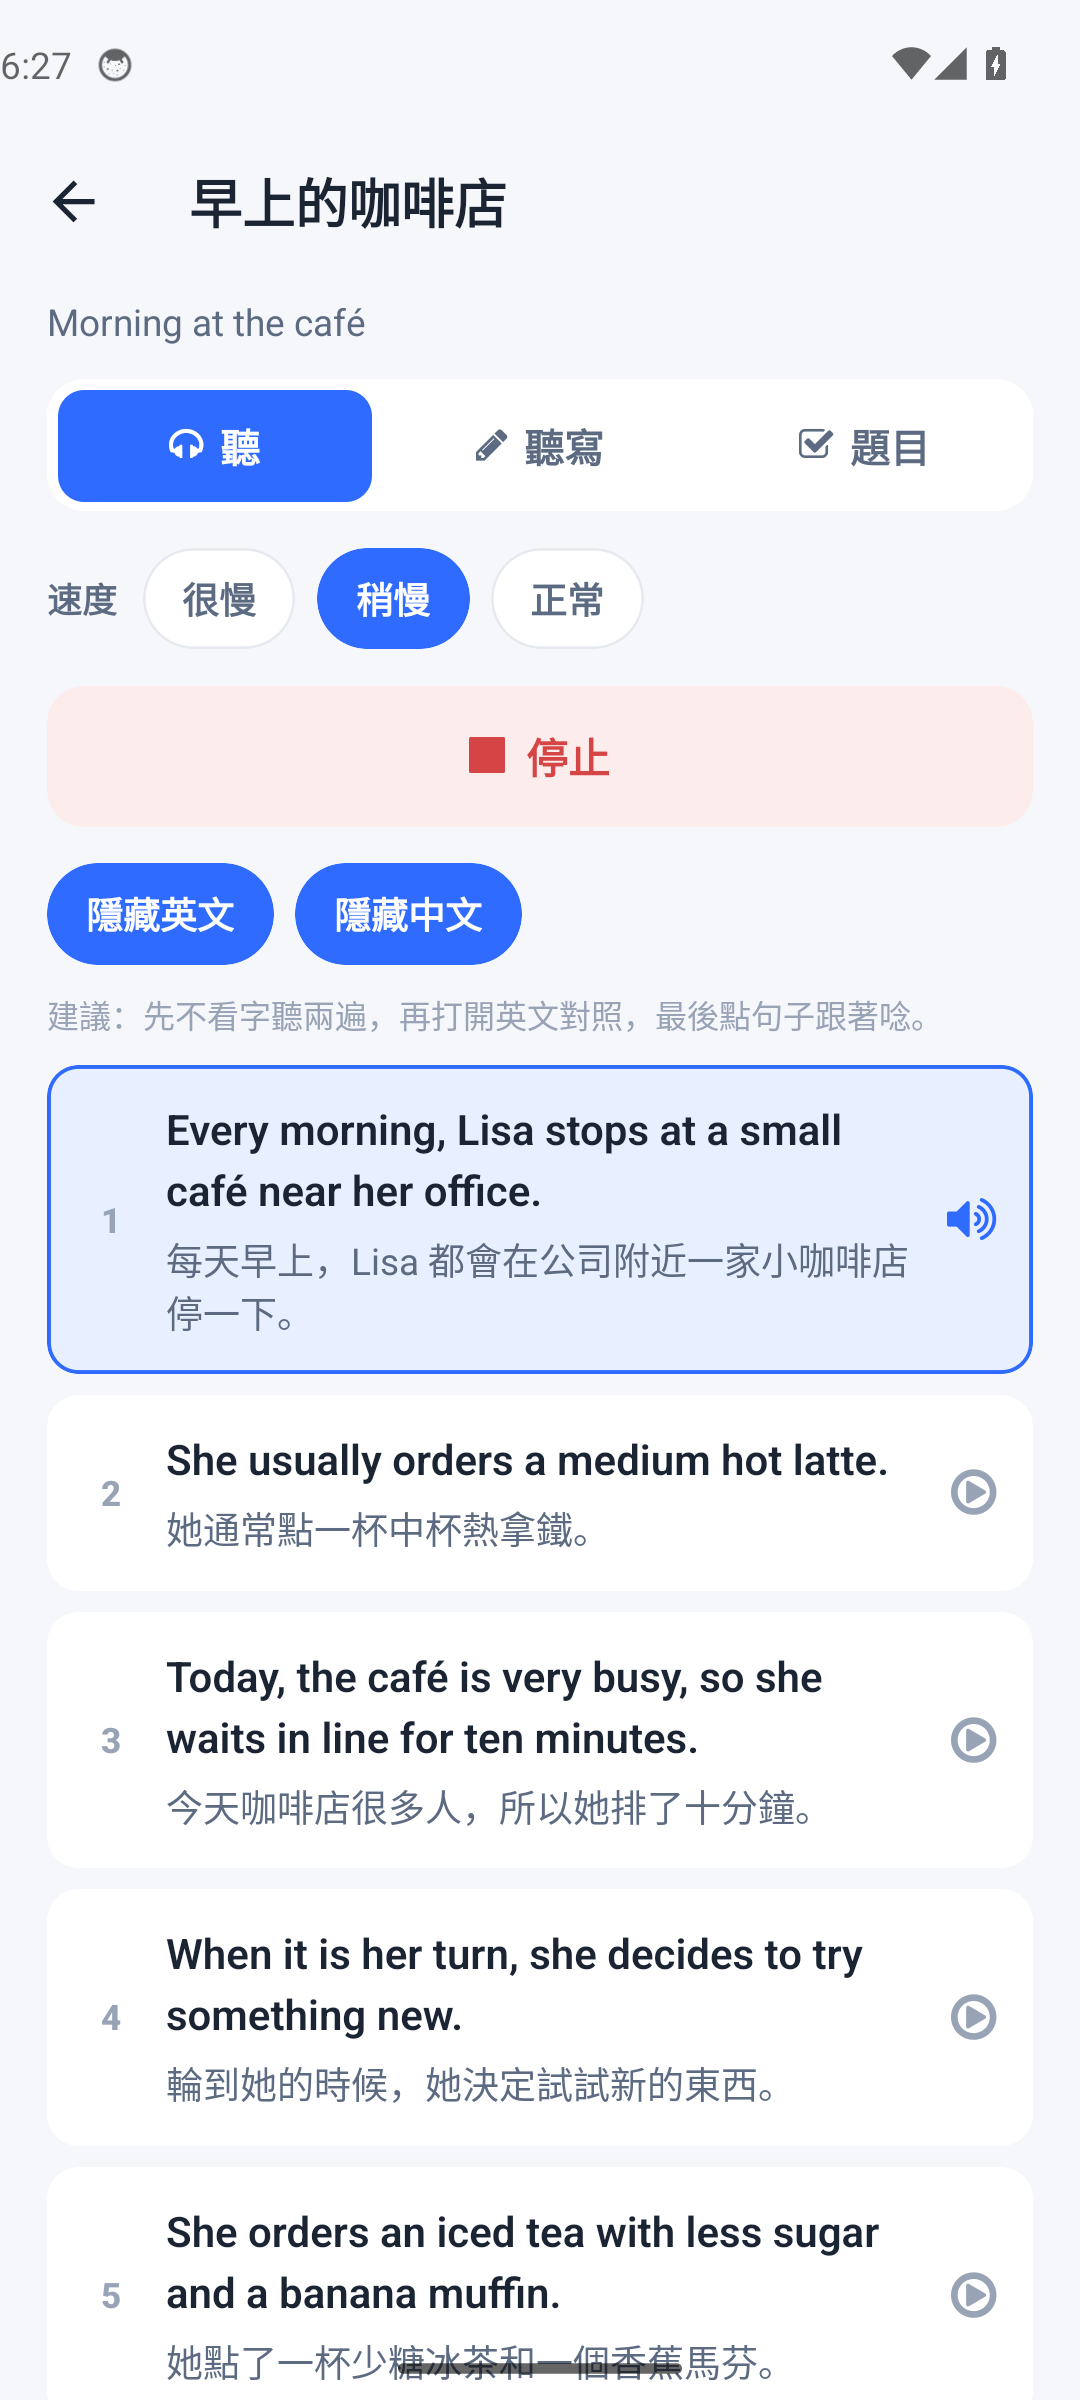 6:27
早上的咖啡店
Morning at the café
聽
聽寫
題目
速度
很慢
稍慢
正常
停止
隱藏英文
隱藏中文
建議：先不看字聽兩遍，再打開英文對照，最後點句子跟著唸。
1
Every morning, Lisa stops at a small
café near her office.
每天早上，Lisa 都會在公司附近一家小咖啡店
停一下。
2
She usually orders a medium hot latte.
她通常點一杯中杯熱拿鐵。
3
Today, the café is very busy, so she
waits in line for ten minutes.
今天咖啡店很多人，所以她排了十分鐘。
4
When it is her turn, she decides to try
something new.
輪到她的時候，她決定試試新的東西。
5
She orders an iced tea with less sugar
and a banana muffin.
她點了一杯少糖冰茶和一個香蕉馬芬。